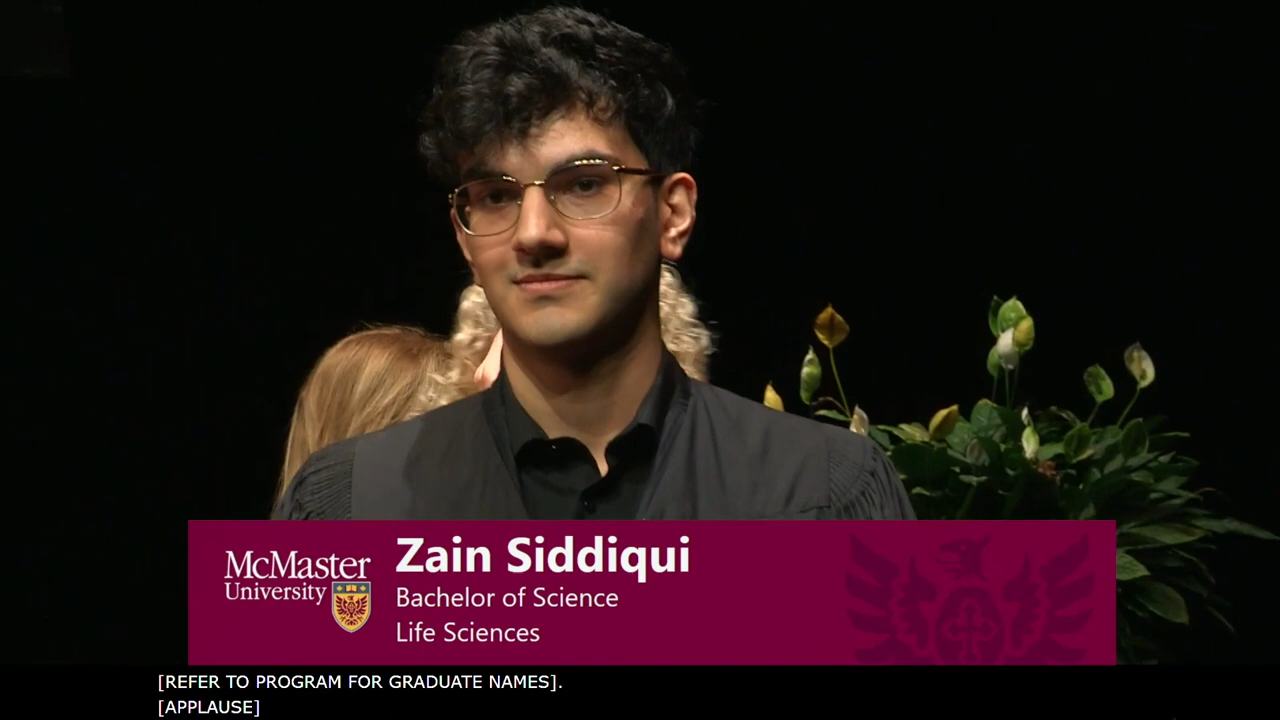 McMaster
University
Zain Siddiqui
Bachelor of Science
Life Sciences
[REFER TO PROGRAM FOR GRADUATE NAMES].
[APPLAUSE]